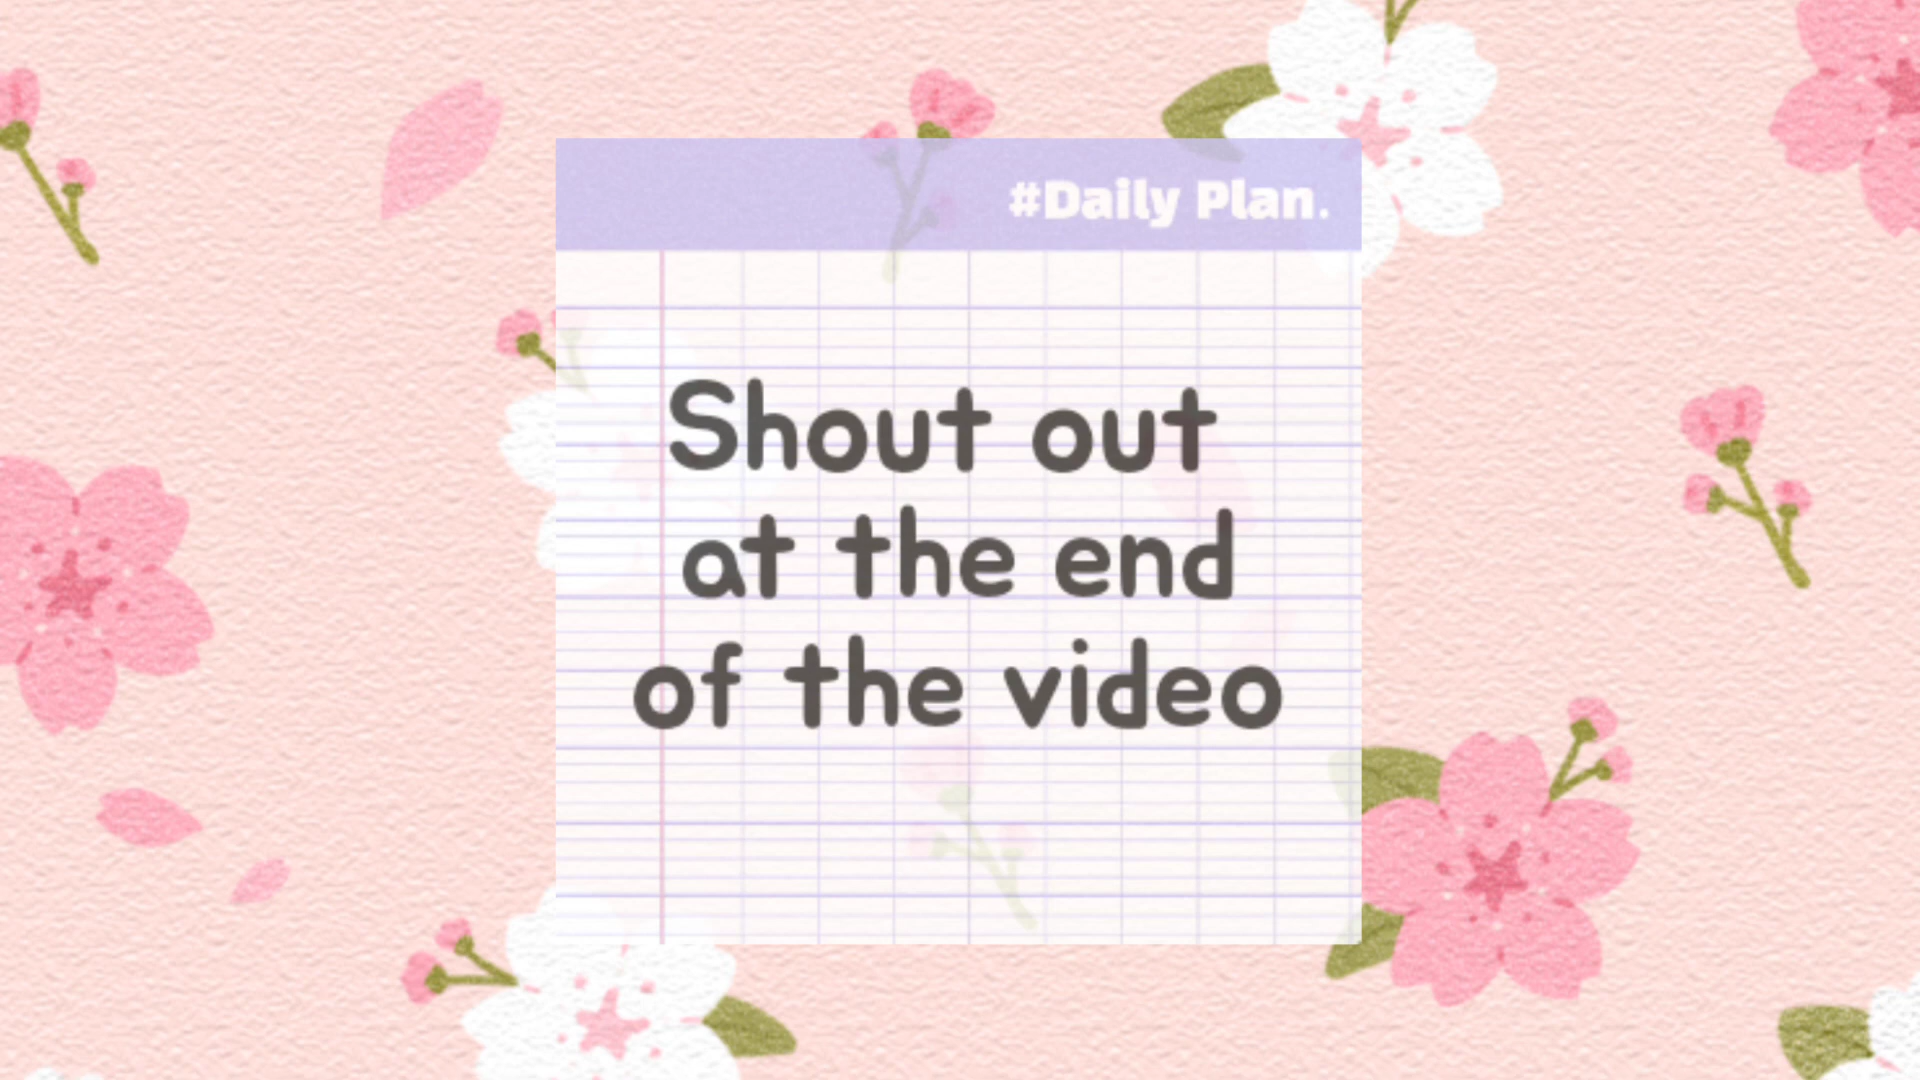 #Daily Plan.
Shout out
at the end
of the video